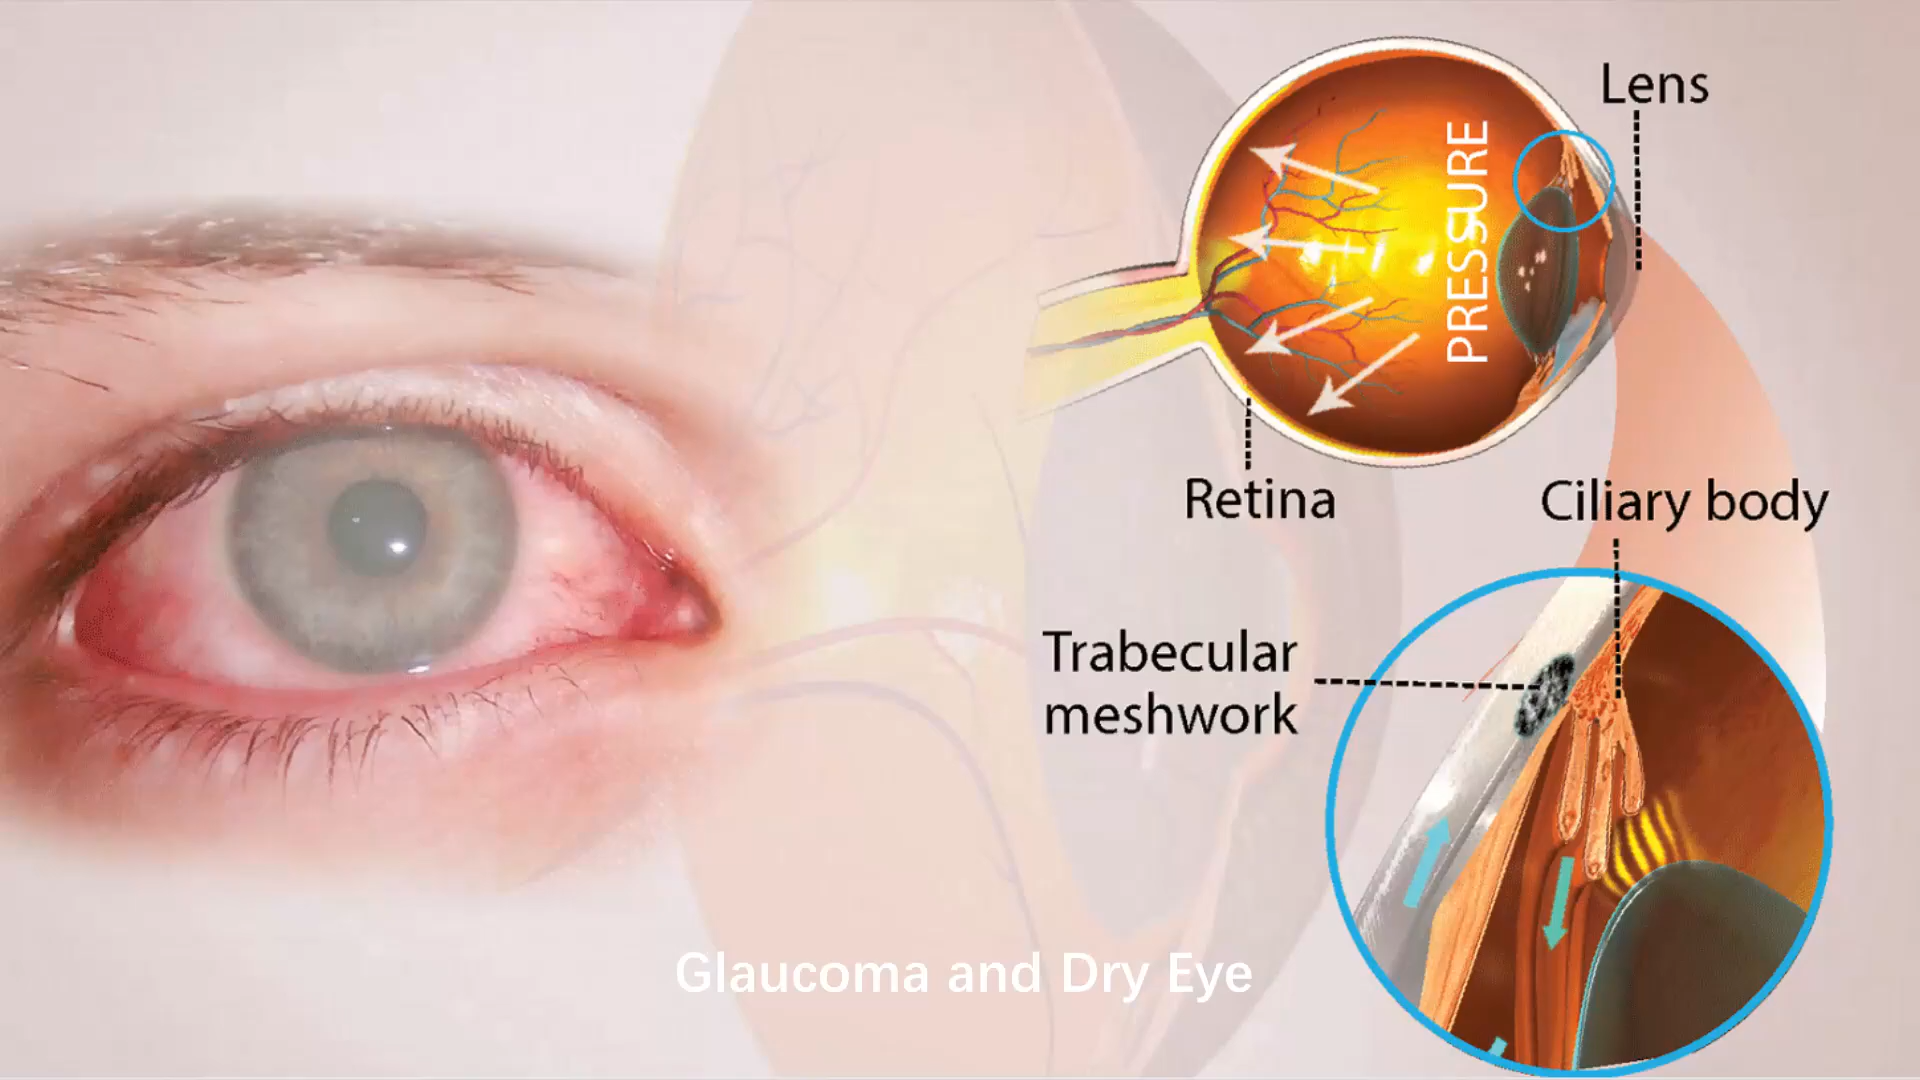 Lens
PRESSURE
Retina
Ciliary body
Trabecular
meshwork
Glaucoma and Dry Eye